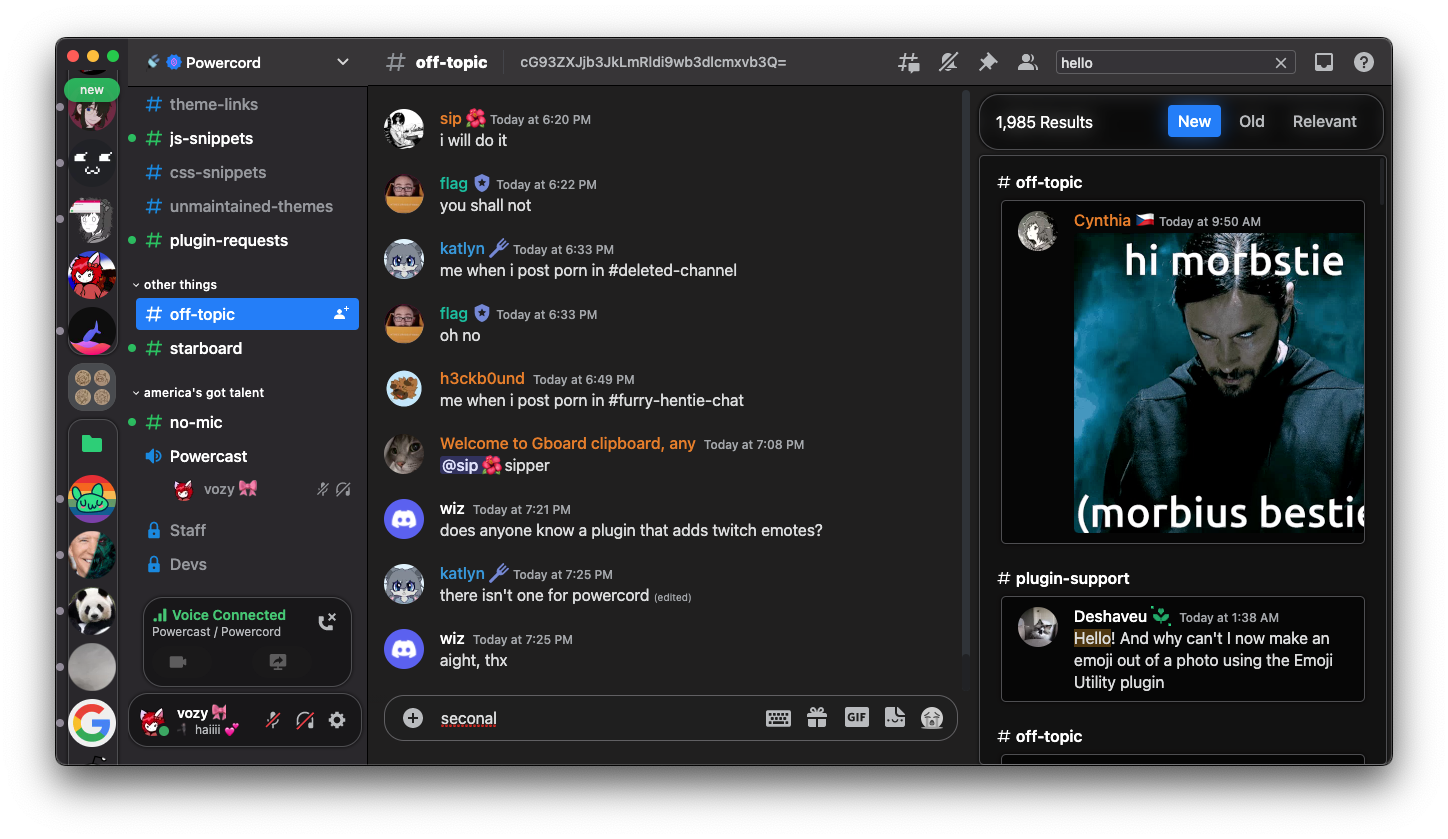 new
Powercord
theme-links
js-snippets
css-snippets
unmaintained-themes
plugin-requests
other things
off-topic
starboard
america's got talent
no-mic
Powercast
vozy
Staff
Devs
Voice Connected
Powercast / Powercord
vozy
haiiii
off-topic
cG93ZXJjb3JkLmRldi9wb3dlcmxvb3Q=
hello
sip Today at 6:20 PM
i will do it
flag Today at 6:22 PM
you shall not
katlyn Today at 6:33 PM
me when i post porn in #deleted-channel
flag Today at 6:33 PM
oh no
h3ckb0und Today at 6:49 PM
me when i post porn in #furry-hentie-chat
Welcome to Gboard clipboard, any Today at 7:08 PM
@sip 🌺 sipper
wiz Today at 7:21 PM
does anyone know a plugin that adds twitch emotes?
katlyn Today at 7:25 PM
there isn't one for powercord (edited)
wiz Today at 7:25 PM
aight, thx
seconal
GIF
1,985 Results
New Old Relevant
# off-topic
Cynthia Today at 9:50 AM
hi morbstie
(morbius bestie
# plugin-support
Deshaveu Today at 1:38 AM
Hello! And why can't I now make an
emoji out of a photo using the Emoji
Utility plugin
# off-topic